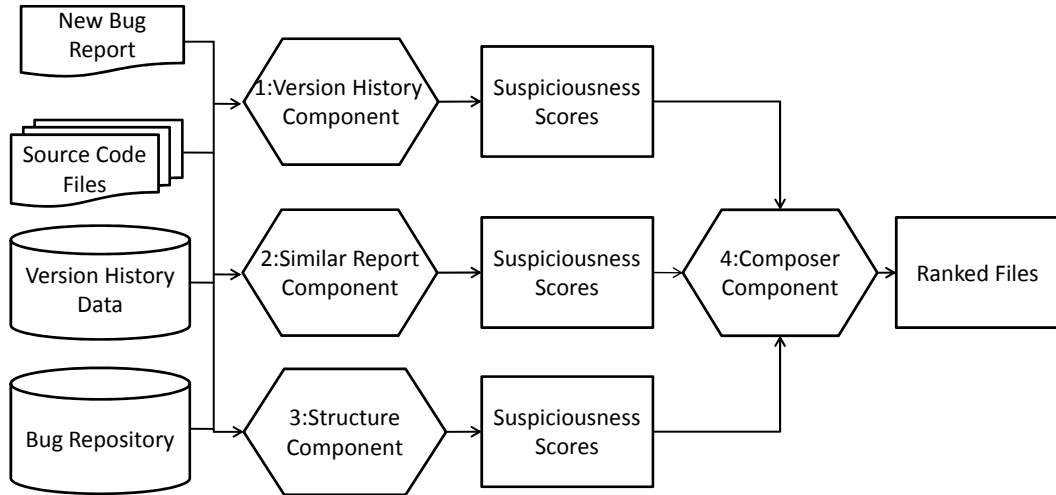 New Bug
Report
Source Code
Files
Version History
Data
Bug Repository
1:Version History
Component
2:Similar Report
Component
3:Structure
Component
Suspiciousness
Scores
Suspiciousness
Scores
Suspiciousness
Scores
4:Composer
Component
Ranked Files